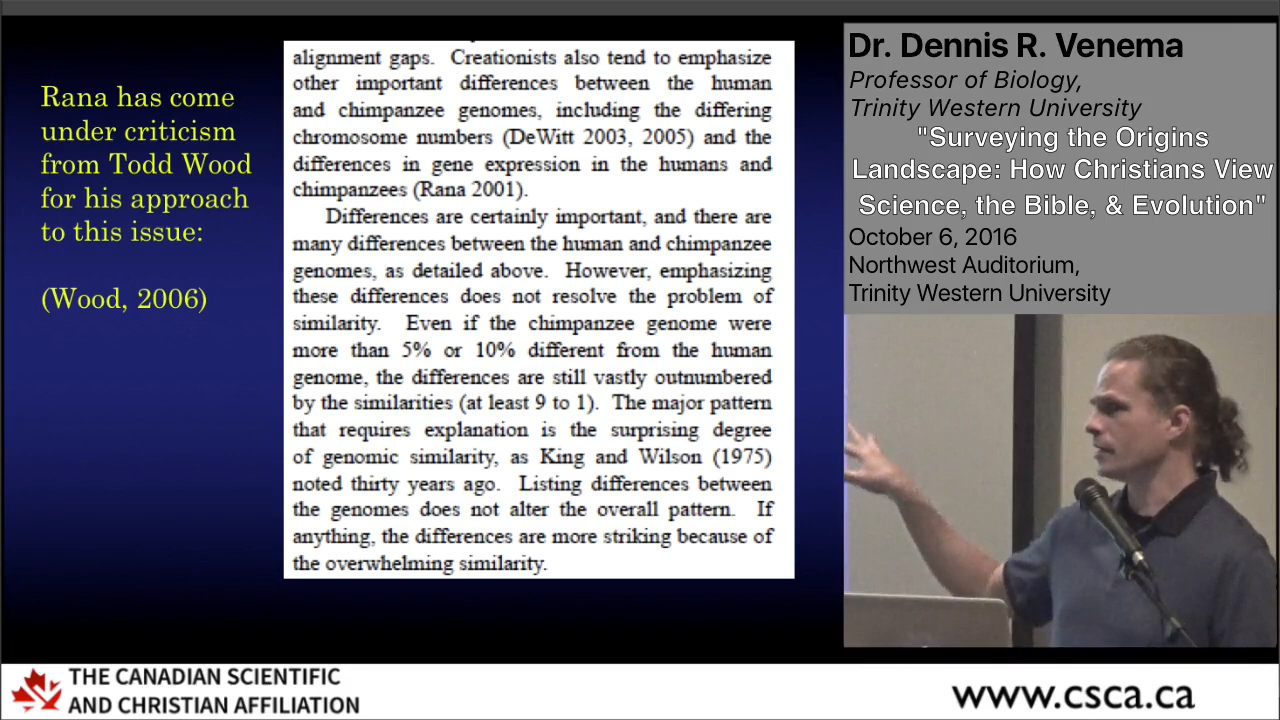 Rana has come
under criticism
from Todd Wood
for his approach
to this issue:
(Wood, 2006)
alignment gaps. Creationists also tend to emphasize
other important differences between the human
and chimpanzee genomes, including the differing
chromosome numbers (DeWitt 2003, 2005) and the
differences in gene expression in the humans and
chimpanzees (Rana 2001).
Differences are certainly important, and there are
many differences between the human and chimpanzee
genomes, as detailed above. However, emphasizing
these differences does not resolve the problem of
similarity. Even if the chimpanzee genome were
more than 5% or 10% different from the human
genome, the differences are still vastly outnumbered
by the similarities (at least 9 to 1). The major pattern
that requires explanation is the surprising degree
of genomic similarity, as King and Wilson (1975)
noted thirty years ago. Listing differences between
the genomes does not alter the overall pattern. If
anything, the differences are more striking because of
the overwhelming similarity.
Dr. Dennis R. Venema
Professor of Biology,
Trinity Western University
"Surveying the Origins
Landscape: How Christians View
Science, the Bible, & Evolution"
October 6, 2016
Northwest Auditorium,
Trinity Western University
THE CANADIAN SCIENTIFIC
AND CHRISTIAN AFFILIATION
www.csca.ca